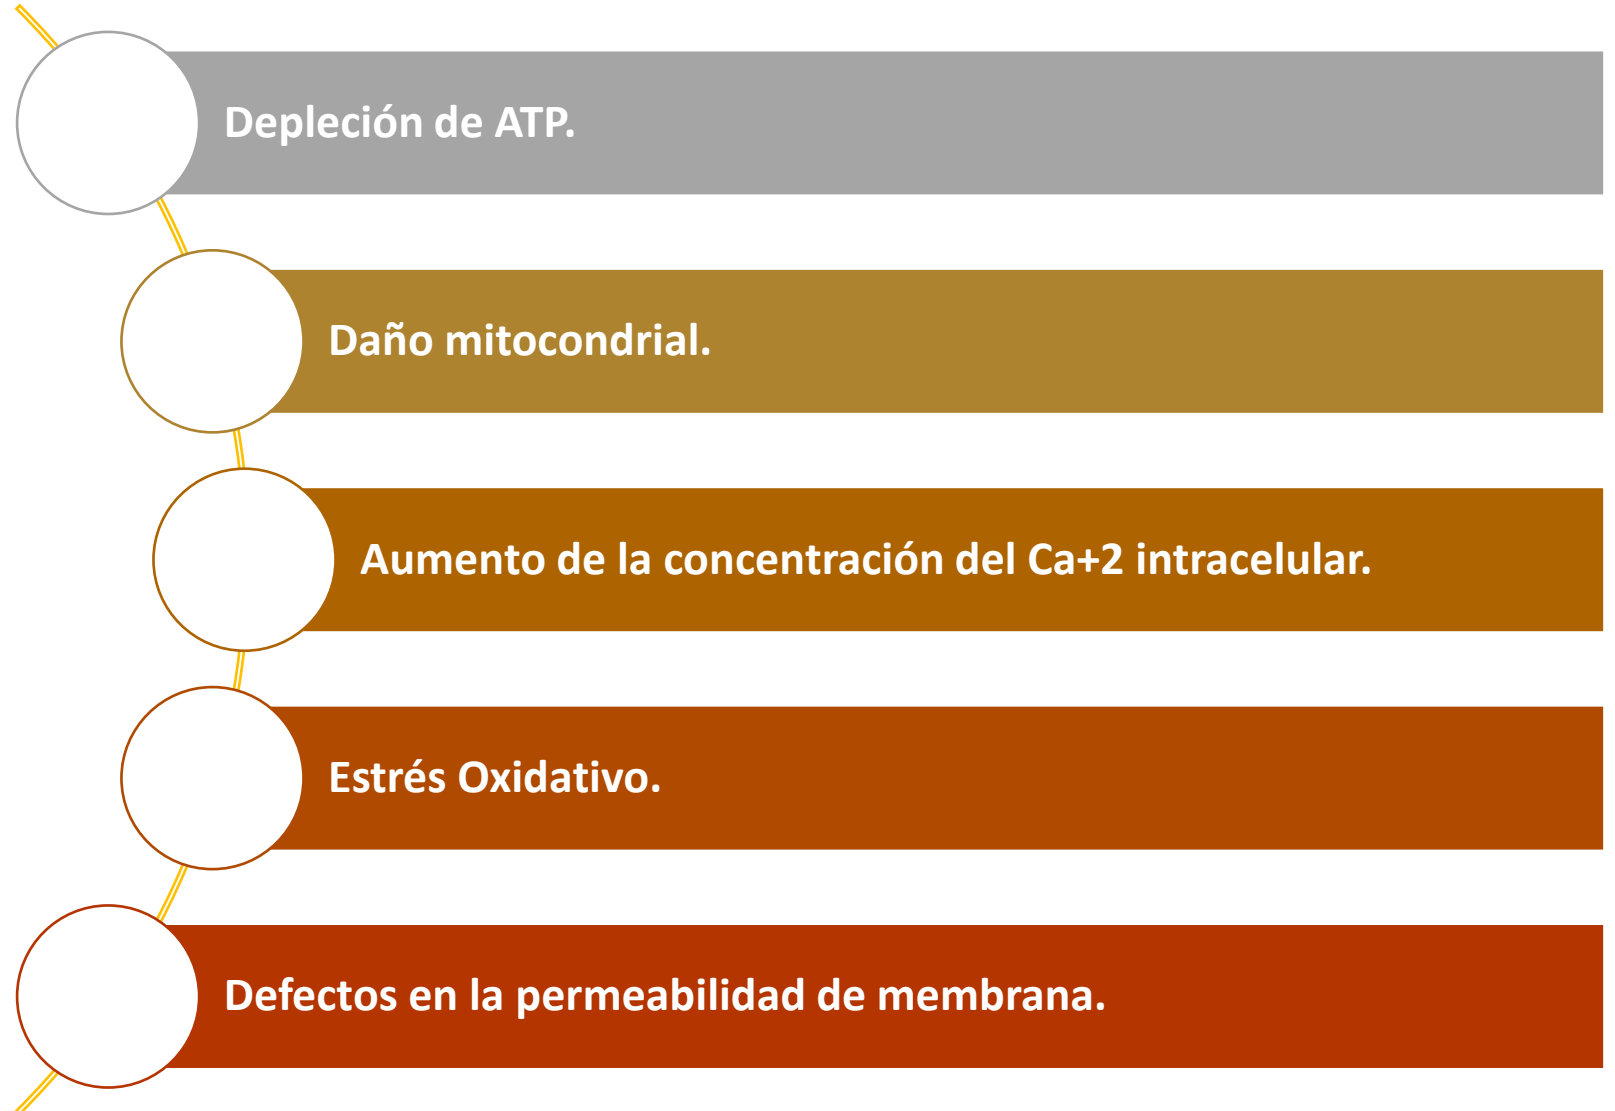 Depleción de ATP.
Daño mitocondrial.
Aumento de la concentración del Ca+2 intracelular.
Estrés Oxidativo.
Defectos en la permeabilidad de membrana.